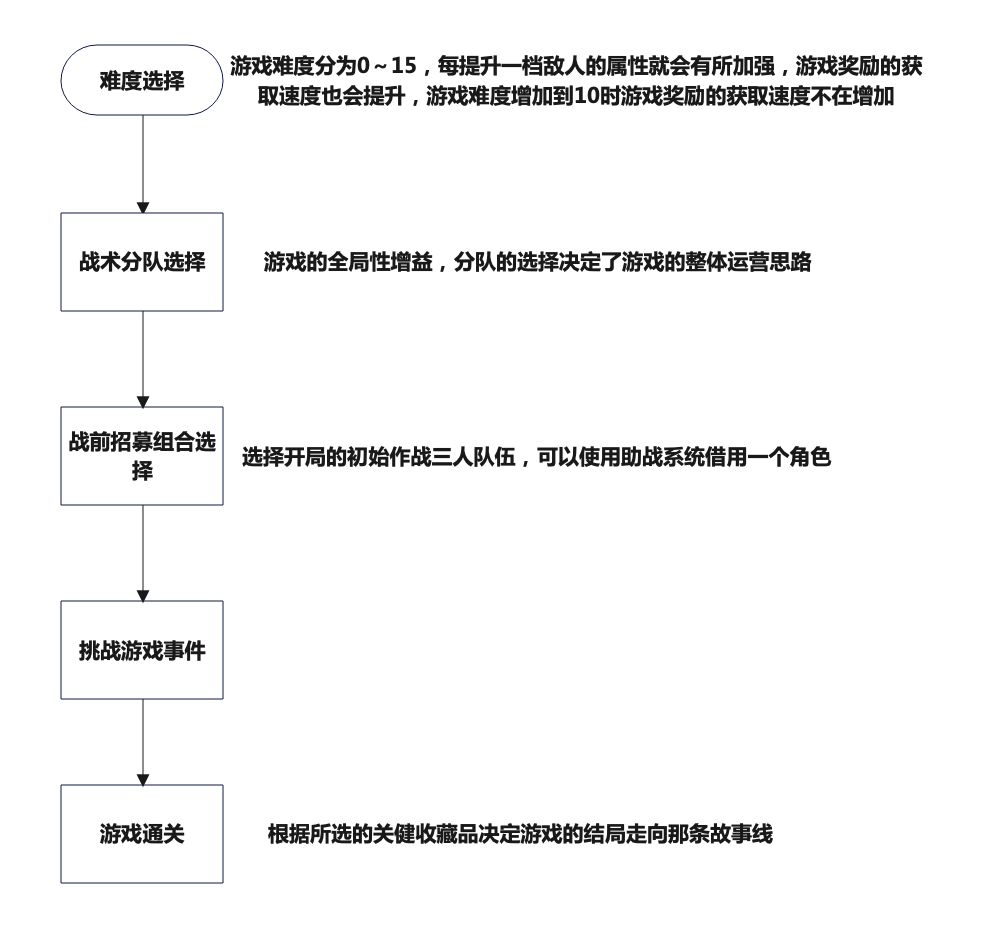 难度选择
游戏难度分为0～15，每提升一档敌人的属性就会有所加强，游戏奖励的获
取速度也会提升，游戏难度增加到10时游戏奖励的获取速度不在增加
战术分队选择
游戏的全局性增益，分队的选择决定了游戏的整体运营思路
战前招募组合选
择
选择开局的初始作战三人队伍，可以使用助战系统借用一个角色
挑战游戏事件
游戏通关
根据所选的关健收藏品决定游戏的结局走向那条故事线